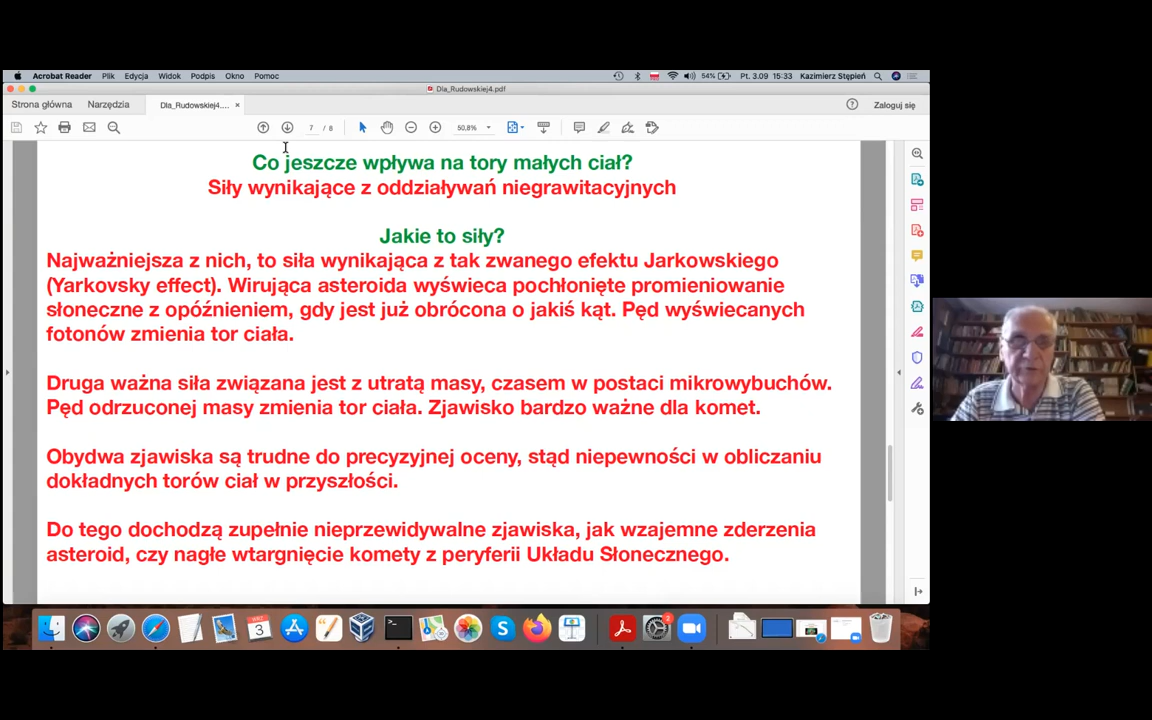 Acrobat Reader Plik Edycja Widok Podpis Okno Pomoc 54% Pt. 3.09 15:33 Kazimierz Stępień
Dla_Rudowskiej4.pdf
Strona główna Narzędzia Dla_Rudowskiej4.... × Zaloguj się
7 / 8 50,8%
Co jeszcze wpływa na tory małych ciał?
Siły wynikające z oddziaływań niegrawitacyjnych
Jakie to siły?
Najważniejsza z nich, to siła wynikająca z tak zwanego efektu Jarkowskiego
(Yarkovsky effect). Wirująca asteroida wyświeca pochłonięte promieniowanie
słoneczne z opóźnieniem, gdy jest już obrócona o jakiś kąt. Pęd wyświecanych
fotonów zmienia tor ciała.
Druga ważna siła związana jest z utratą masy, czasem w postaci mikrowybuchów.
Pęd odrzuconej masy zmienia tor ciała. Zjawisko bardzo ważne dla komet.
Obydwa zjawiska są trudne do precyzyjnej oceny, stąd niepewności w obliczaniu
dokładnych torów ciał w przyszłości.
Do tego dochodzą zupełnie nieprzewidywalne zjawiska, jak wzajemne zderzenia
asteroid, czy nagłe wtargnięcie komety z peryferii Układu Słonecznego.
WRZ
3
2